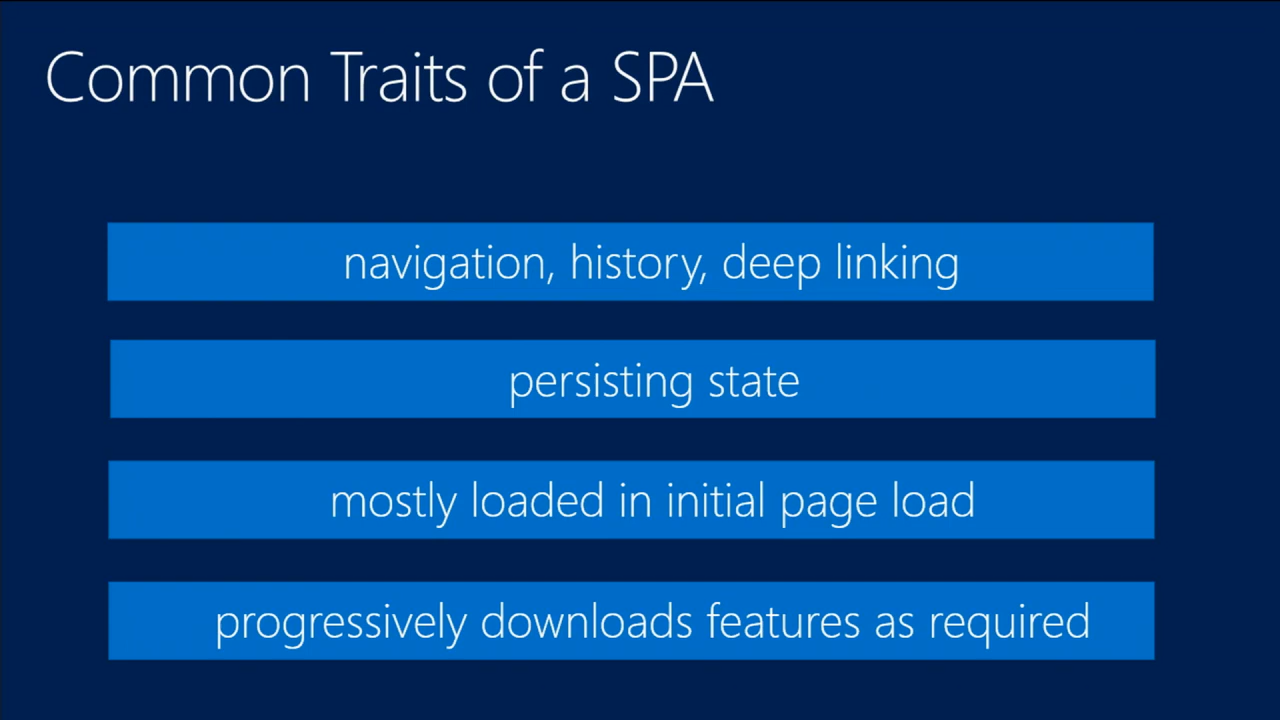 Common Traits of a SPA
navigation, history, deep linking
persisting state
mostly loaded in initial page load
progressively downloads features as required